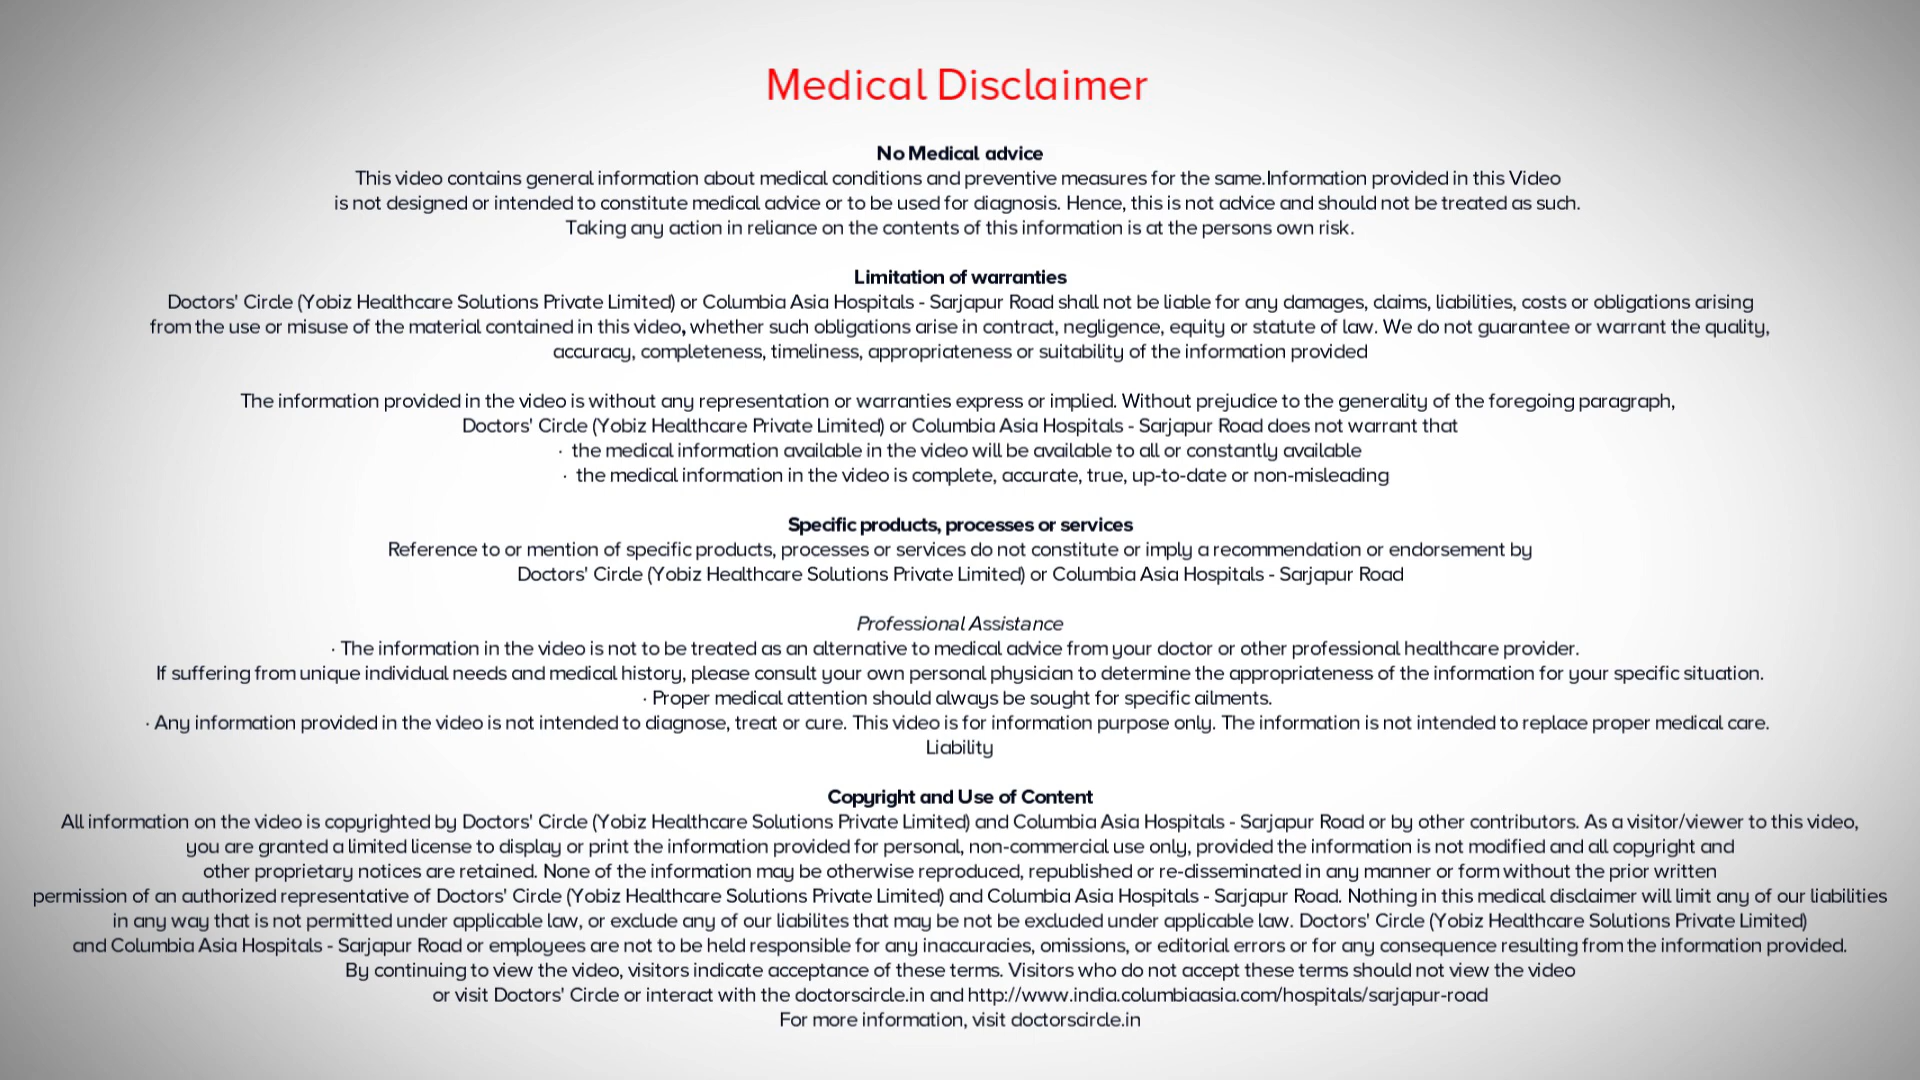 Medical Disclaimer
No Medical advice
This video contains general information about medical conditions and preventive measures for the same.Information provided in this Video
is not designed or intended to constitute medical advice or to be used for diagnosis. Hence, this is not advice and should not be treated as such.
Taking any action in reliance on the contents of this information is at the persons own risk.
Limitation of warranties
Doctors' Circle (Yobiz Healthcare Solutions Private Limited) or Columbia Asia Hospitals - Sarjapur Road shall not be liable for any damages, claims, liabilities, costs or obligations arising
from the use or misuse of the material contained in this video, whether such obligations arise in contract, negligence, equity or statute of law. We do not guarantee or warrant the quality,
accuracy, completeness, timeliness, appropriateness or suitability of the information provided
The information provided in the video is without any representation or warranties express or implied. Without prejudice to the generality of the foregoing paragraph,
Doctors' Circle (Yobiz Healthcare Private Limited) or Columbia Asia Hospitals - Sarjapur Road does not warrant that
· the medical information available in the video will be available to all or constantly available
· the medical information in the video is complete, accurate, true, up-to-date or non-misleading
Specific products, processes or services
Reference to or mention of specific products, processes or services do not constitute or imply a recommendation or endorsement by
Doctors' Circle (Yobiz Healthcare Solutions Private Limited) or Columbia Asia Hospitals - Sarjapur Road
Professional Assistance
· The information in the video is not to be treated as an alternative to medical advice from your doctor or other professional healthcare provider.
If suffering from unique individual needs and medical history, please consult your own personal physician to determine the appropriateness of the information for your specific situation.
· Proper medical attention should always be sought for specific ailments.
· Any information provided in the video is not intended to diagnose, treat or cure. This video is for information purpose only. The information is not intended to replace proper medical care.
Liability
Copyright and Use of Content
All information on the video is copyrighted by Doctors' Circle (Yobiz Healthcare Solutions Private Limited) and Columbia Asia Hospitals - Sarjapur Road or by other contributors. As a visitor/viewer to this video,
you are granted a limited license to display or print the information provided for personal, non-commercial use only, provided the information is not modified and all copyright and
other proprietary notices are retained. None of the information may be otherwise reproduced, republished or re-disseminated in any manner or form without the prior written
permission of an authorized representative of Doctors' Circle (Yobiz Healthcare Solutions Private Limited) and Columbia Asia Hospitals - Sarjapur Road. Nothing in this medical disclaimer will limit any of our liabilities
in any way that is not permitted under applicable law, or exclude any of our liabilites that may be not be excluded under applicable law. Doctors' Circle (Yobiz Healthcare Solutions Private Limited)
and Columbia Asia Hospitals - Sarjapur Road or employees are not to be held responsible for any inaccuracies, omissions, or editorial errors or for any consequence resulting from the information provided.
By continuing to view the video, visitors indicate acceptance of these terms. Visitors who do not accept these terms should not view the video
or visit Doctors' Circle or interact with the doctorscircle.in and http://www.india.columbiaasia.com/hospitals/sarjapur-road
For more information, visit doctorscircle.in